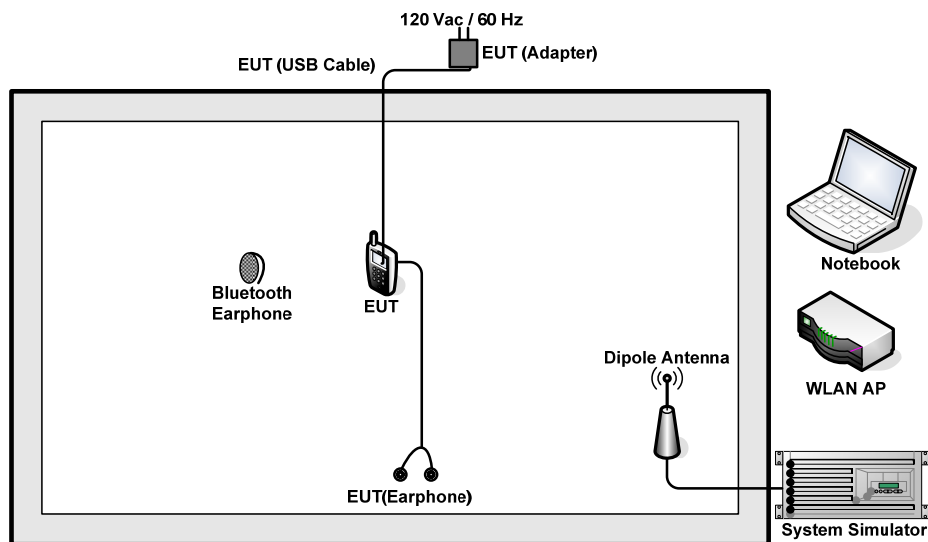 120 Vac / 60 Hz
EUT (Adapter)
EUT (USB Cable)
Notebook
Bluetooth
Earphone
EUT
Dipole Antenna
WLAN AP
EUT(Earphone)
System Simulator